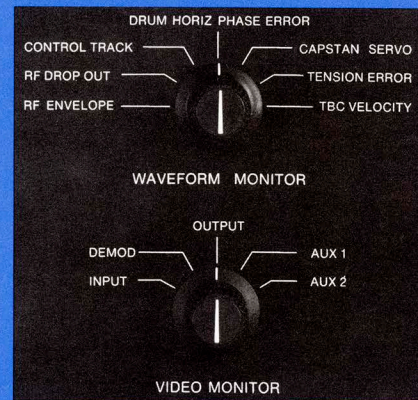 DRUM HORIZ PHASE ERROR
CONTROL TRACK
CAPSTAN SERVO
RF DROP OUT
TENSION ERROR
RF ENVELOPE
TBC VELOCITY
WAVEFORM MONITOR
OUTPUT
DEMOD
AUX 1
INPUT
AUX 2
VIDEO MONITOR